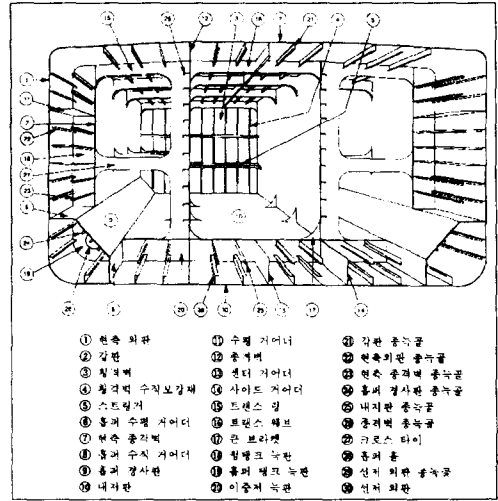 ① 현측 외판
② 갑판
③ 횡격벽
④ 횡격벽 수직보강재
⑤ 스트링거
⑥ 홉퍼 수평 거어더
⑦ 현측 종격벽
⑧ 홉퍼 수직 거어더
⑨ 홉퍼 경사판
⑩ 내저판
⑪ 수평 거어더
⑫ 종격벽
⑬ 센터 거어더
⑭ 사이드 거어더
⑮ 트랜스 링
⑯ 트랜스 웨브
⑰ 큰 브라켓
⑱ 윙탱크 늑판
⑲ 홉퍼 탱크 늑판
⑳ 이중저 늑판
㉑ 갑판 종늑골
㉒ 현측외판 종늑골
㉓ 현측 종격벽 종늑골
㉔ 홉퍼 경사판 종늑골
㉕ 내저판 종늑골
㉖ 종격벽 종늑골
㉗ 크로스 타이
㉘ 홉퍼 홀
㉙ 선저 외판 종늑골
㉚ 선저 외판